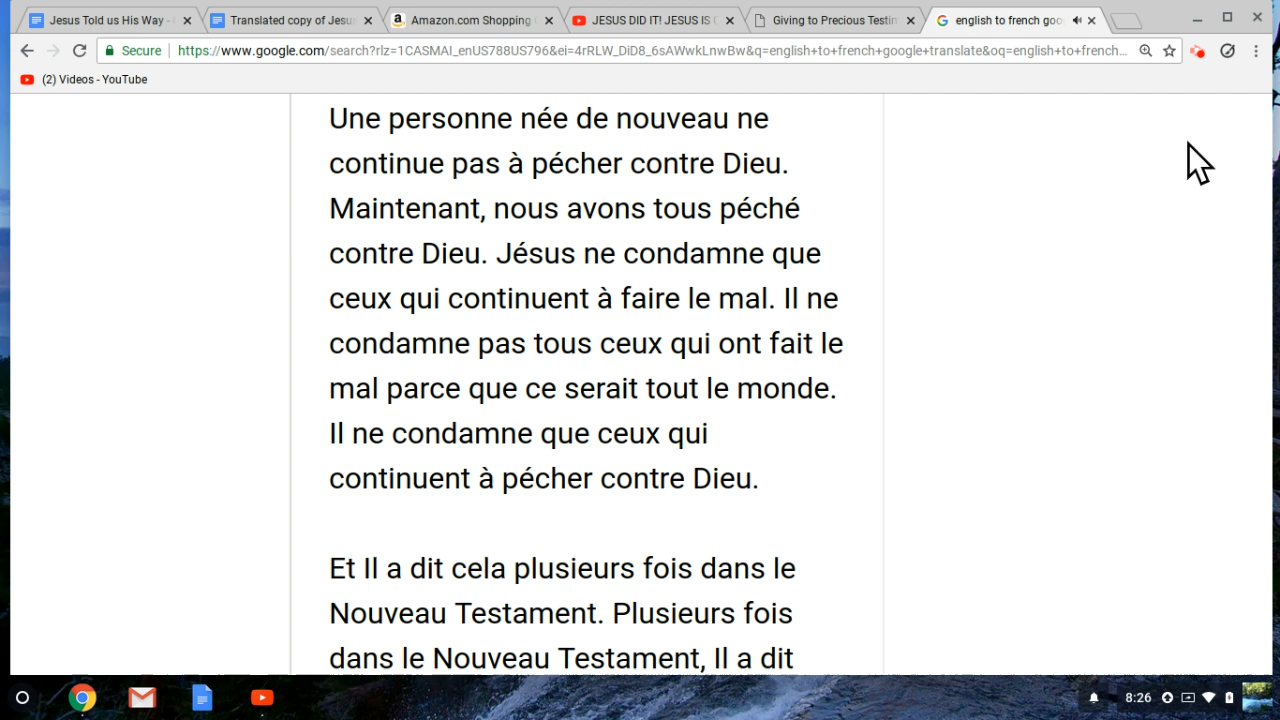 Jesus Told us His Way -
Translated copy of Jesus
Amazon.com Shopping
JESUS DID IT! JESUS IS
Giving to Precious Testin
english to french goo
Secure
https://www.google.com/search?rlz=1CASMAI_enUS788US796&ei=4rRLW_DiD8_6sAWwkLnwBw&q=english+to+french+google+translate&oq=english+to+french...
(2) Videos - YouTube
Une personne née de nouveau ne
continue pas à pécher contre Dieu.
Maintenant, nous avons tous péché
contre Dieu. Jésus ne condamne que
ceux qui continuent à faire le mal. Il ne
condamne pas tous ceux qui ont fait le
mal parce que ce serait tout le monde.
Il ne condamne que ceux qui
continuent à pécher contre Dieu.
Et Il a dit cela plusieurs fois dans le
Nouveau Testament. Plusieurs fois
dans le Nouveau Testament, Il a dit
8:26